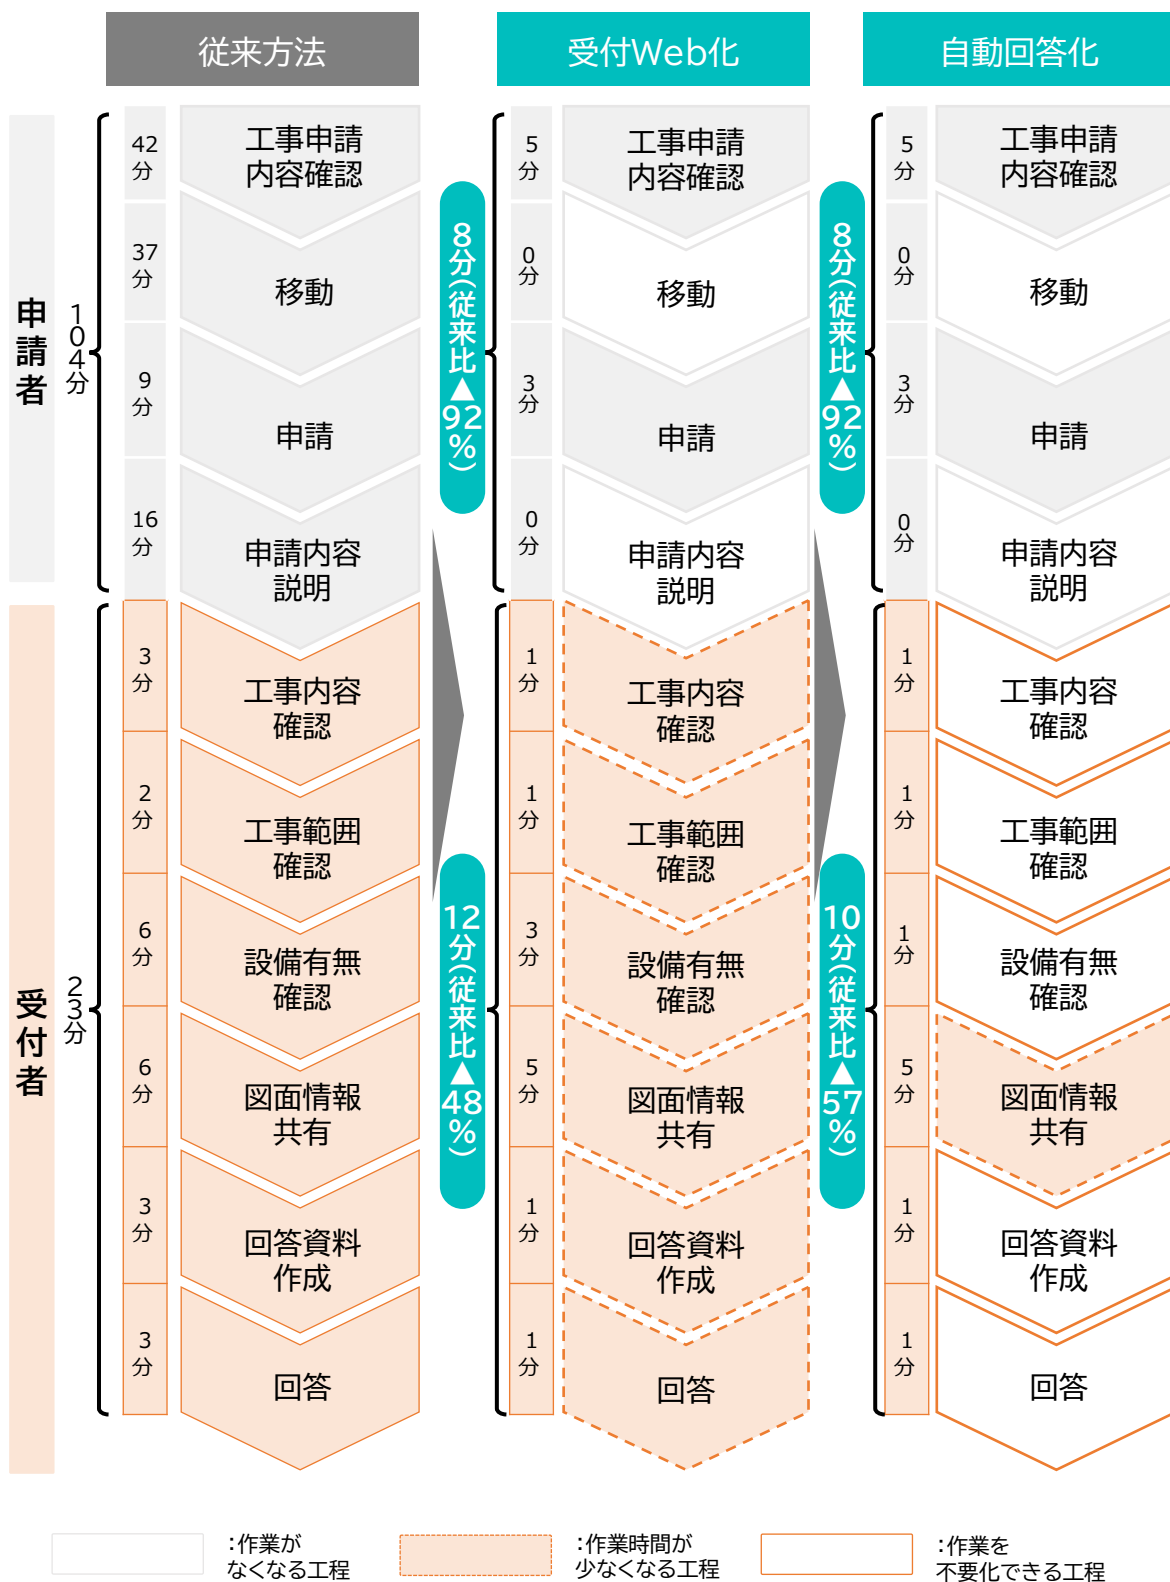 従来方法
受付Web化
自動回答化
申請者
104分
42
分
工事申請
内容確認
37
分
移動
9
分
申請
16
分
申請内容
説明
8分(従来比▲92%)
5
分
工事申請
内容確認
0
分
移動
3
分
申請
0
分
申請内容
説明
8分(従来比▲92%)
5
分
工事申請
内容確認
0
分
移動
3
分
申請
0
分
申請内容
説明
受付者
23分
3
分
工事内容
確認
2
分
工事範囲
確認
6
分
設備有無
確認
6
分
図面情報
共有
3
分
回答資料
作成
3
分
回答
12分(従来比▲48%)
1
分
工事内容
確認
1
分
工事範囲
確認
3
分
設備有無
確認
5
分
図面情報
共有
1
分
回答資料
作成
1
分
回答
10分(従来比▲57%)
1
分
工事内容
確認
1
分
工事範囲
確認
1
分
設備有無
確認
5
分
図面情報
共有
1
分
回答資料
作成
1
分
回答
:作業が
なくなる工程
:作業時間が
少なくなる工程
:作業を
不要化できる工程